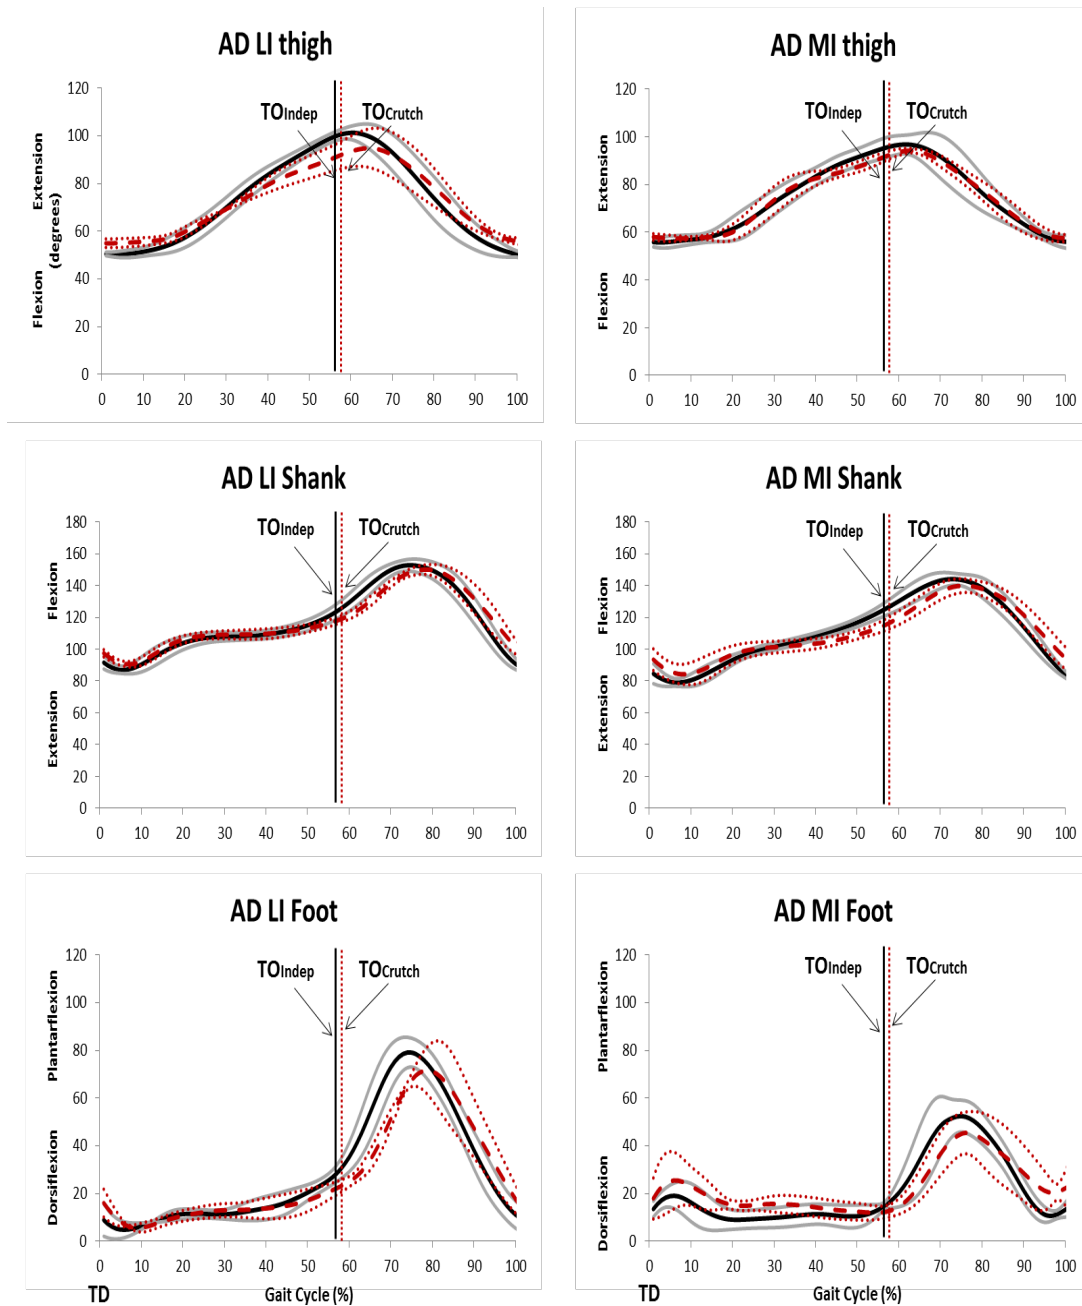 AD LI thigh
Extension
Flexion
(degrees)
120
100
80
60
40
20
0
TOIndep
TOCrutch
0 10 20 30 40 50 60 70 80 90 100
AD MI thigh
Extension
Flexion
120
100
80
60
40
20
0
TOIndep
TOCrutch
0 10 20 30 40 50 60 70 80 90 100
AD LI Shank
Flexion
Extension
180
160
140
120
100
80
60
40
20
0
TOIndep
TOCrutch
0 10 20 30 40 50 60 70 80 90 100
AD MI Shank
Flexion
Extension
180
160
140
120
100
80
60
40
20
0
TOIndep
TOCrutch
0 10 20 30 40 50 60 70 80 90 100
AD LI Foot
Plantarflexion
Dorsiflexion
120
100
80
60
40
20
0
TOIndep
TOCrutch
0 10 20 30 40 50 60 70 80 90 100
TD
Gait Cycle (%)
AD MI Foot
Plantarflexion
Dorsifflexion
120
100
80
60
40
20
0
TOIndep
TOCrutch
0 10 20 30 40 50 60 70 80 90 100
TD
Gait Cycle (%)